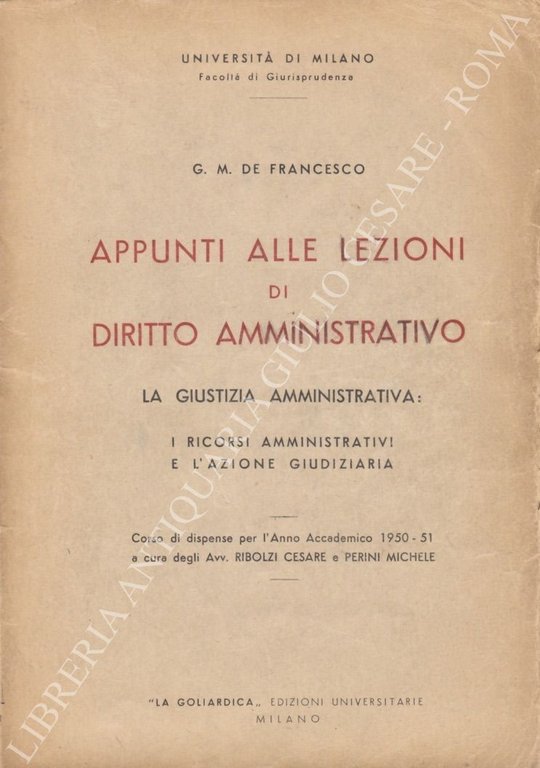 UNIVERSITÀ DI MILANO
Facoltà di Giurisprudenza
G. M. DE FRANCESCO
APPUNTI ALLE LEZIONI
DI
DIRITTO AMMINISTRATIVO
LA GIUSTIZIA AMMINISTRATIVA:
I RICORSI AMMINISTRATIVI
E L'AZIONE GIUDIZIARIA
Corso di dispense per l'Anno Accademico 1950-51
a cura degli Avv. RIBOLZI CESARE e PERINI MICHELE
"LA GOLIARDICA„ EDIZIONI UNIVERSITARIE
MILANO
LIBRERIA ANTIQUARIA GIULIO CESARE - ROMA